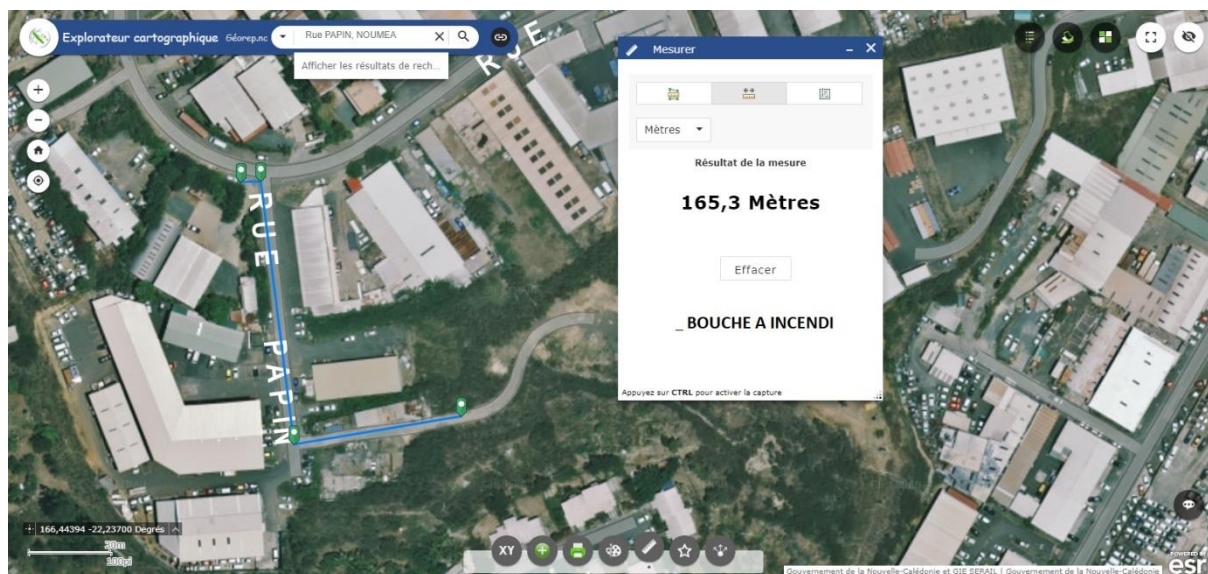 Explorateur cartographique Géorep.nc
Rue PAPIN, NOUMEA
Afficher les résultats de rech...
RUE
RUE PAPIN
Mesurer
Mètres
Résultat de la mesure
165,3 Mètres
Effacer
_ BOUCHE A INCENDI
Appuyez sur CTRL pour activer la capture
166,44394 -22,23700 Degrés
30m
100pi
XY
Gouvernement de la Nouvelle-Calédonie et GIE SERAIL | Gouvernement de la Nouvelle-Calédonie
POWERED BY
esri